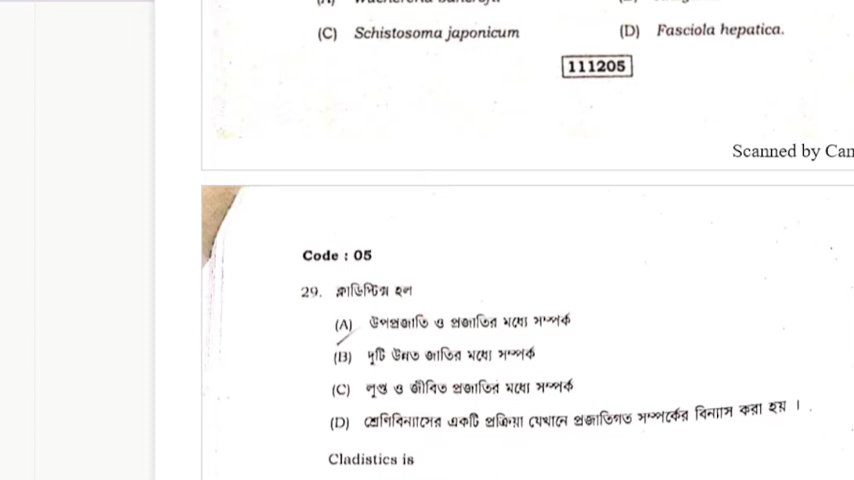 (C) Schistosoma japonicum (D) Fasciola hepatica.
111205
Scanned by Can
Code : 05
29. ক্লাডিস্টিক্স হল
(A) উপপ্রজাতি ও প্রজাতির মধ্যে সম্পর্ক
(B) দুটি উন্নত জাতির মধ্যে সম্পর্ক
(C) লুপ্ত ও জীবিত প্রজাতির মধ্যে সম্পর্ক
(D) শ্রেণিবিন্যাসের একটি প্রক্রিয়া যেখানে প্রজাতিগত সম্পর্কের বিন্যাস করা হয় ।
Cladistics is